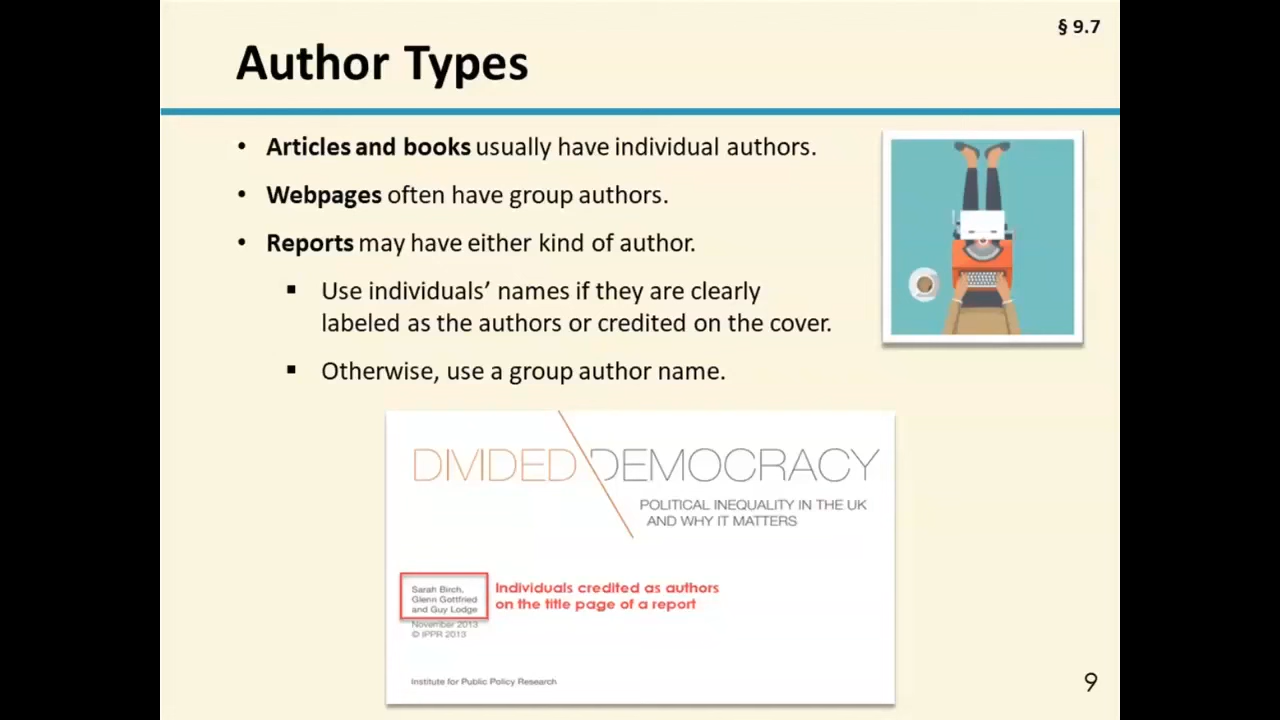 § 9.7
Author Types
• Articles and books usually have individual authors.
• Webpages often have group authors.
• Reports may have either kind of author.
▪ Use individuals’ names if they are clearly
labeled as the authors or credited on the cover.
▪ Otherwise, use a group author name.
DIVIDED DEMOCRACY
POLITICAL INEQUALITY IN THE UK
AND WHY IT MATTERS
Sarah Birch,
Glenn Gottfried
and Guy Lodge
Individuals credited as authors
on the title page of a report
November 2013
© IPPR 2013
Institute for Public Policy Research
9